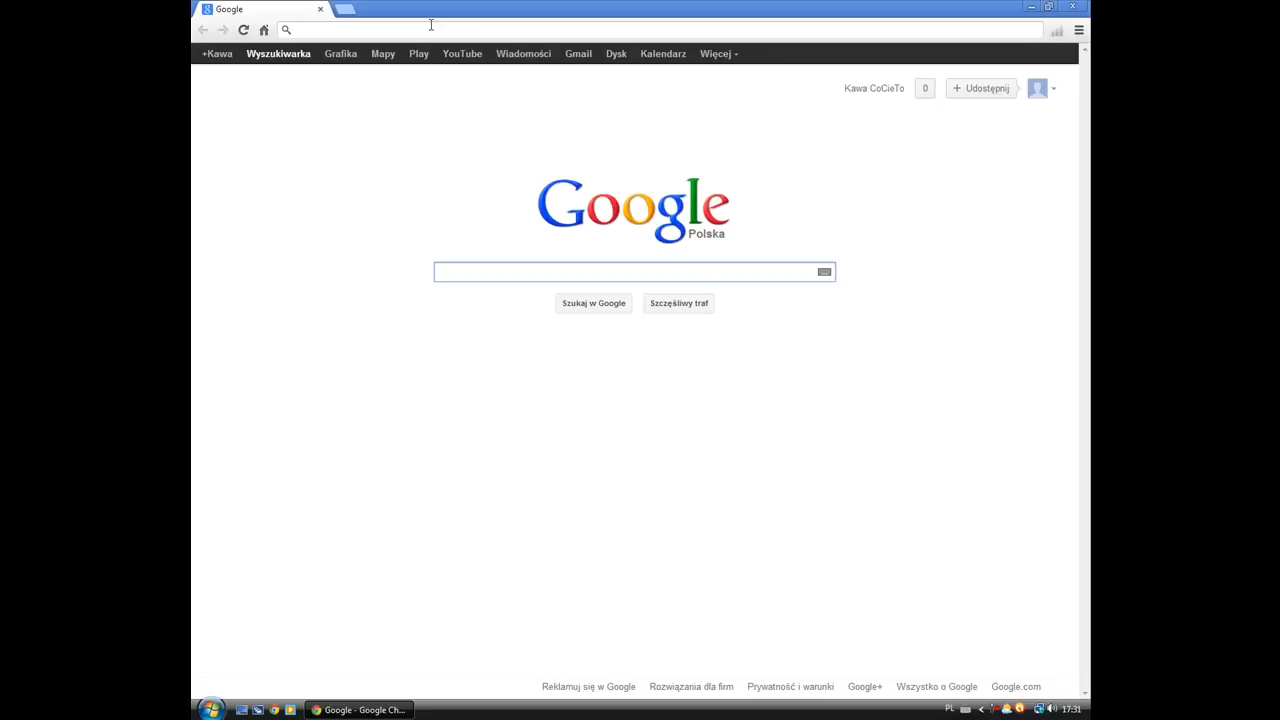 Google
+Kawa Wyszukiwarka Grafika Mapy Play YouTube Wiadomości Gmail Dysk Kalendarz Więcej
Kawa CoCieTo 0 + Udostępnij
Google
Polska
Szukaj w Google Szczęśliwy traf
Reklamuj się w Google Rozwiązania dla firm Prywatność i warunki Google+ Wszystko o Google Google.com
Google - Google Ch... PL 17:31